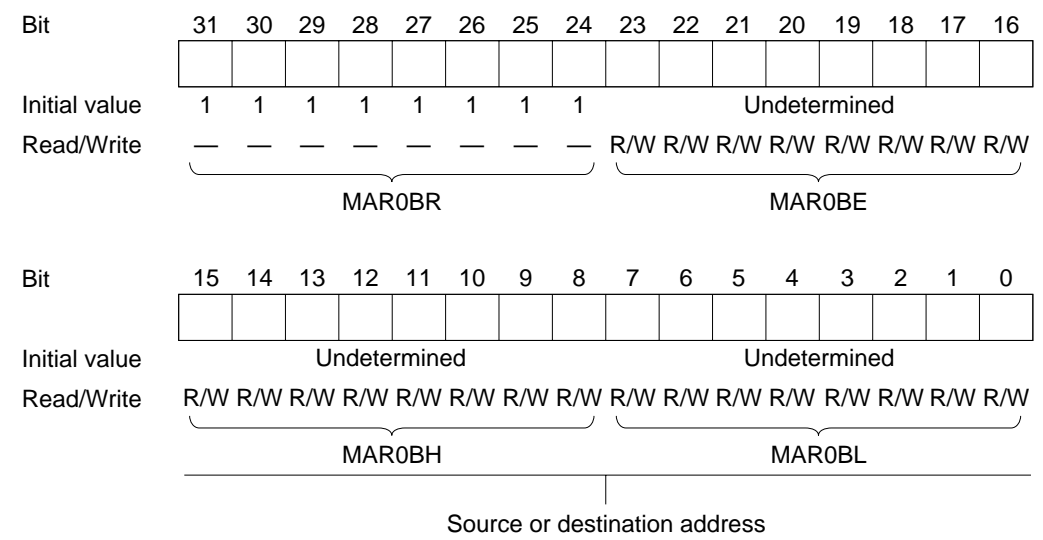 Bit 31 30 29 28 27 26 25 24 23 22 21 20 19 18 17 16
Initial value 1 1 1 1 1 1 1 1 Undetermined
Read/Write — — — — — — — — R/W R/W R/W R/W R/W R/W R/W R/W
MAR0BR MAR0BE
Bit 15 14 13 12 11 10 9 8 7 6 5 4 3 2 1 0
Initial value Undetermined Undetermined
Read/Write R/W R/W R/W R/W R/W R/W R/W R/W R/W R/W R/W R/W R/W R/W R/W R/W
MAR0BH MAR0BL
Source or destination address